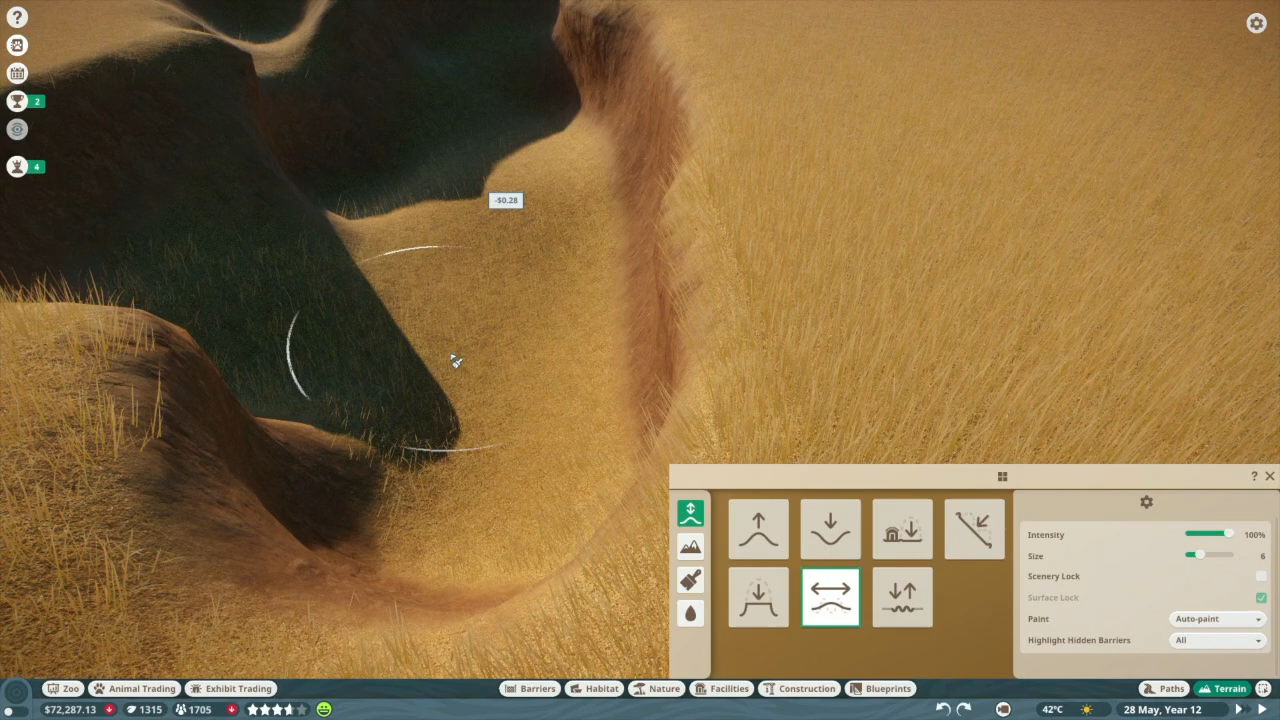 ?
2
4
-$0.28
?
Intensity 100%
Size 6
Scenery Lock
Surface Lock
Paint Auto-paint
Highlight Hidden Barriers All
Zoo Animal Trading Exhibit Trading Barriers Habitat Nature Facilities Construction Blueprints Paths Terrain
$72,287.13 1315 1705 42°C 28 May, Year 12